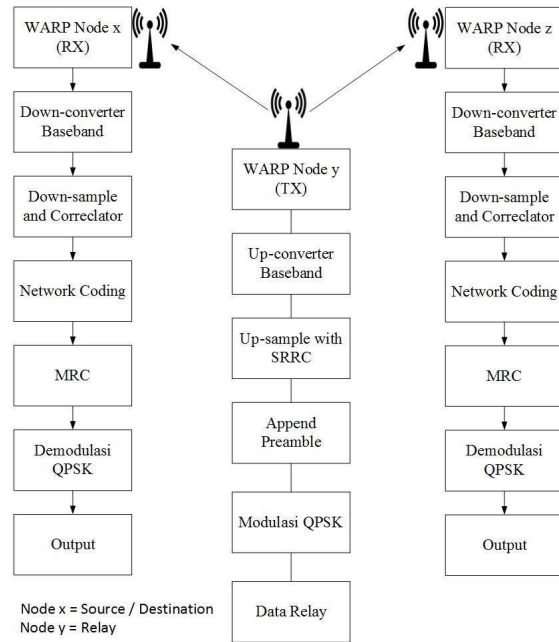 WARP Node x
(RX)
Down-converter
Baseband
Down-sample
and Correclator
Network Coding
MRC
Demodulasi
QPSK
Output
WARP Node y
(TX)
Up-converter
Baseband
Up-sample with
SRRC
Append
Preamble
Modulasi QPSK
Data Relay
WARP Node z
(RX)
Down-converter
Baseband
Down-sample
and Correclator
Network Coding
MRC
Demodulasi
QPSK
Output
Node x = Source / Destination
Node y = Relay